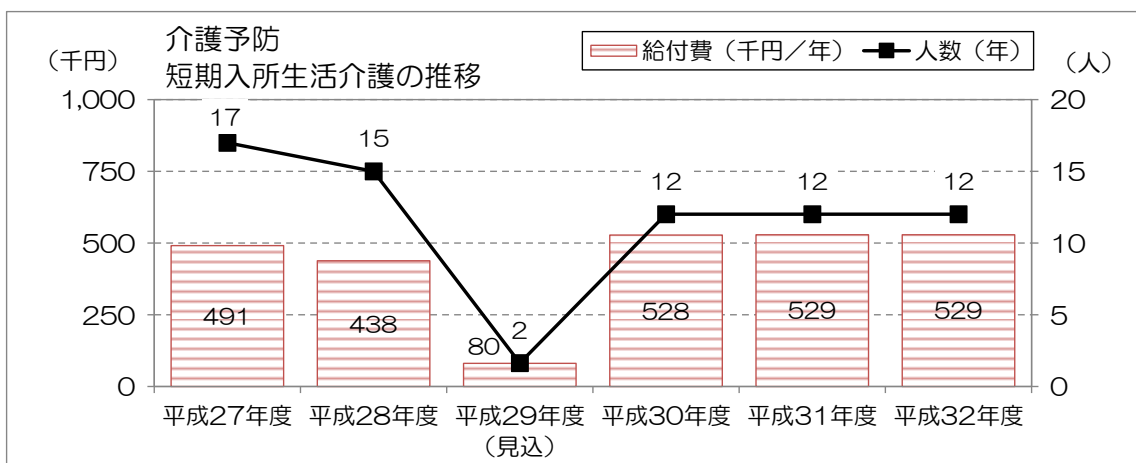 介護予防
短期入所生活介護の推移
給付費（千円／年）
人数（年）
（千円）
（人）
1,000
750
500
250
0
20
15
10
5
0
17
15
2
12
12
12
491
438
80
528
529
529
平成27年度
平成28年度
平成29年度
（見込）
平成30年度
平成31年度
平成32年度